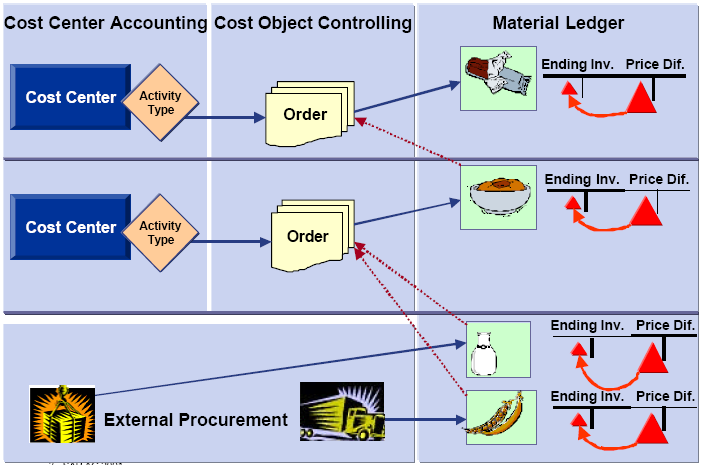 Cost Center Accounting
Cost Object Controlling
Material Ledger
Cost Center
Activity
Type
Order
Ending Inv. Price Dif.
Cost Center
Activity
Type
Order
Ending Inv. Price Dif.
Ending Inv. Price Dif.
External Procurement
Ending Inv. Price Dif.